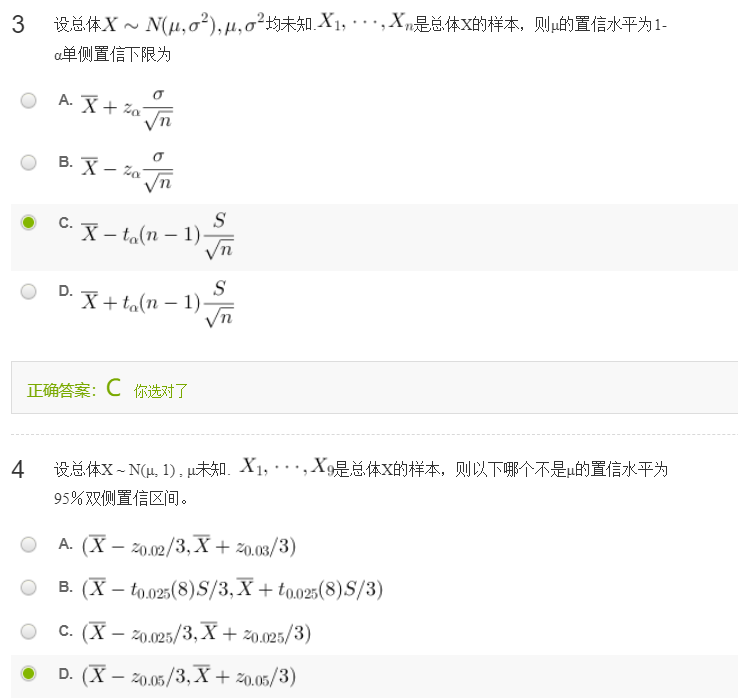 3 设总体X ~ N(μ,σ²),μ,σ²均未知.X₁,···,Xₙ是总体X的样本，则μ的置信水平为1-
α单侧置信下限为
A. X̄ + z_α σ/√n
B. X̄ − z_α σ/√n
C. X̄ − t_α(n − 1) S/√n
D. X̄ + t_α(n − 1) S/√n
正确答案：C 你选对了
4 设总体X ~ N(μ, 1) , μ未知. X₁,···,X₉是总体X的样本，则以下哪个不是μ的置信水平为
95%双侧置信区间。
A. (X̄ − z₀.₀₂/3, X̄ + z₀.₀₃/3)
B. (X̄ − t₀.₀₂₅(8)S/3, X̄ + t₀.₀₂₅(8)S/3)
C. (X̄ − z₀.₀₂₅/3, X̄ + z₀.₀₂₅/3)
D. (X̄ − z₀.₀₅/3, X̄ + z₀.₀₅/3)